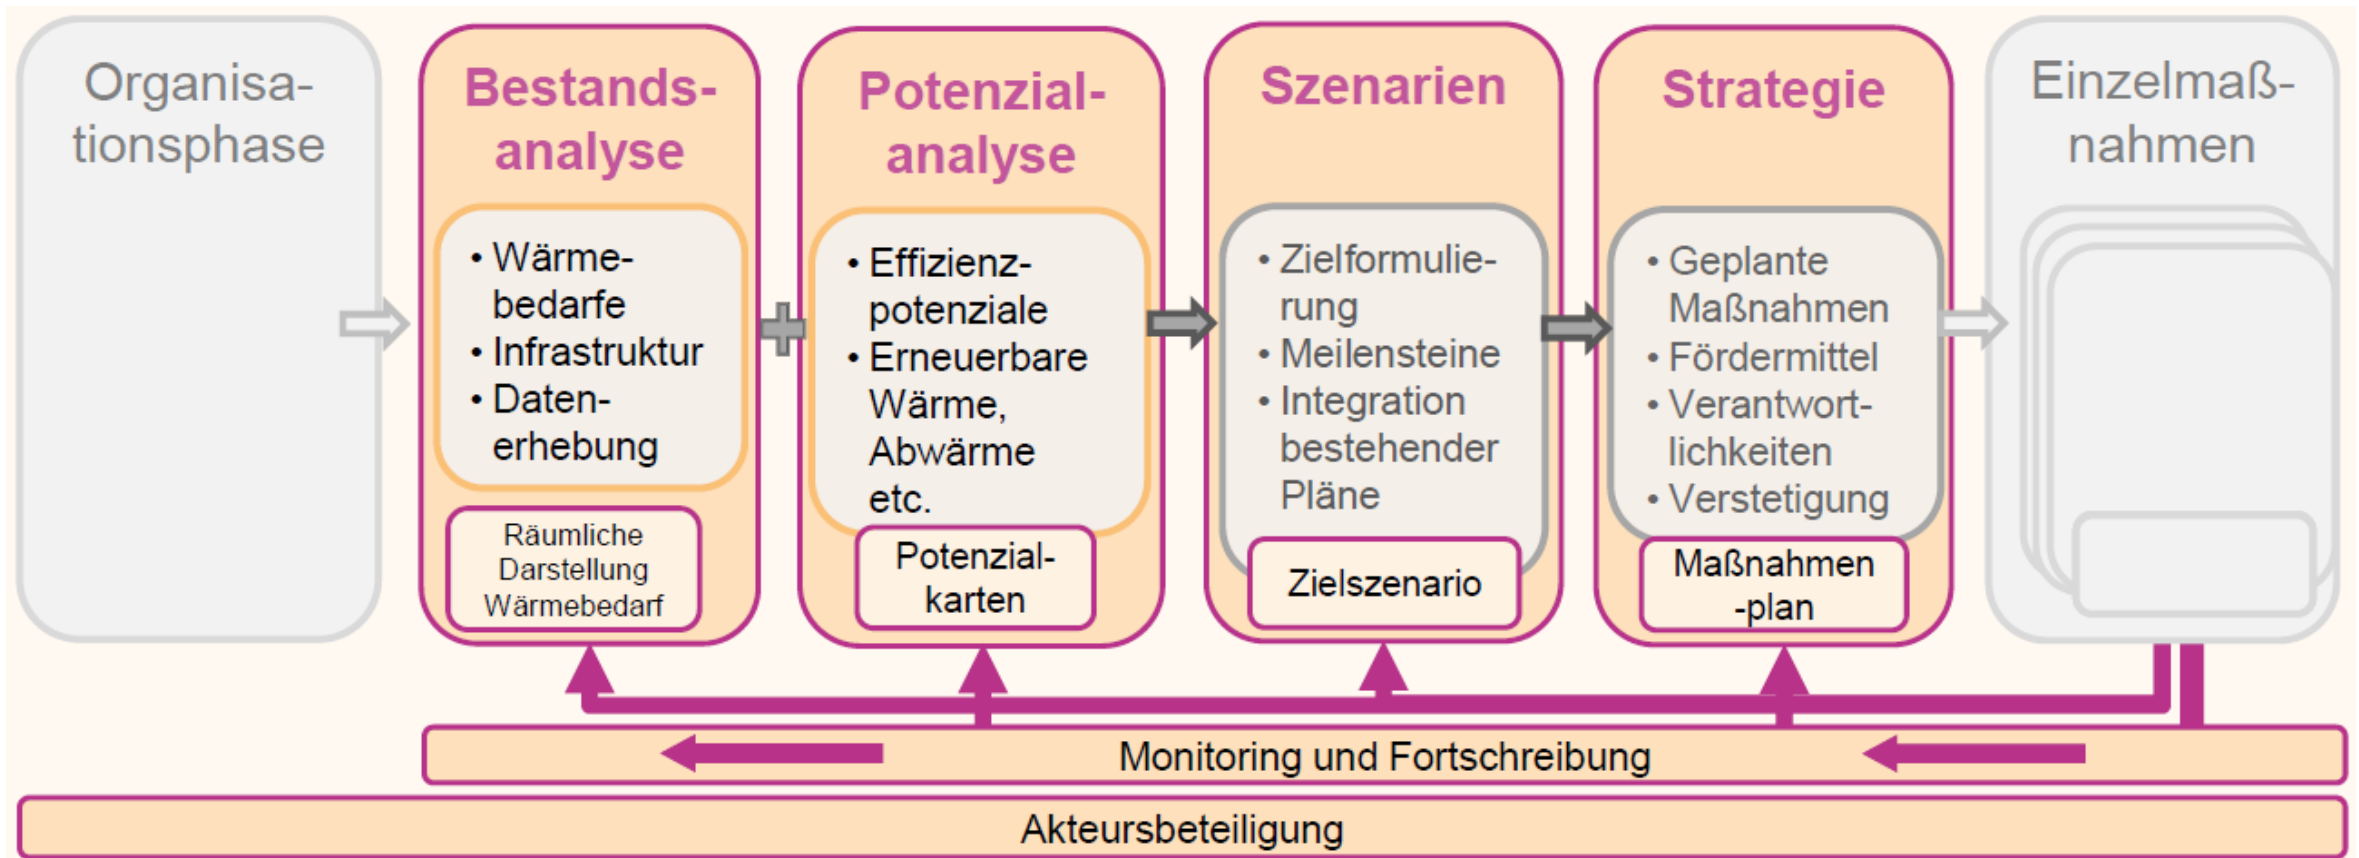 Organisa-
tionsphase
Bestands-
analyse
• Wärme-
bedarfe
• Infrastruktur
• Daten-
erhebung
Räumliche
Darstellung
Wärmebedarf
Potenzial-
analyse
• Effizienz-
potenziale
• Erneuerbare
Wärme,
Abwärme
etc.
Potenzial-
karten
Szenarien
• Zielformulie-
rung
• Meilensteine
• Integration
bestehender
Pläne
Zielszenario
Strategie
• Geplante
Maßnahmen
• Fördermittel
• Verantwort-
lichkeiten
• Verstetigung
Maßnahmen
-plan
Einzelmaß-
nahmen
Monitoring und Fortschreibung
Akteursbeteiligung